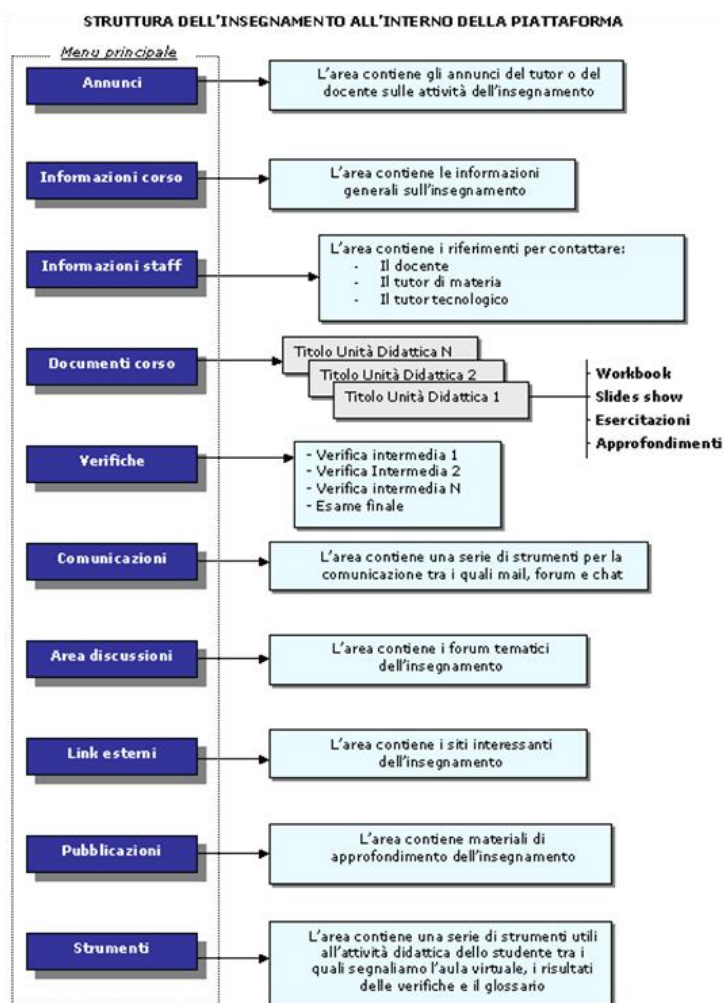 STRUTTURA DELL'INSEGNAMENTO ALL'INTERNO DELLA PIATTAFORMA
Menu principale
Annunci
L'area contiene gli annunci del tutor o del
docente sulle attività dell'insegnamento
Informazioni corso
L'area contiene le informazioni
generali sull'insegnamento
Informazioni staff
L'area contiene i riferimenti per contattare:
- Il docente
- Il tutor di materia
- Il tutor tecnologico
Documenti corso
Titolo Unità Didattica N
Titolo Unità Didattica 2
Titolo Unità Didattica 1
- Workbook
- Slides show
- Esercitazioni
- Approfondimenti
Verifiche
- Verifica intermedia 1
- Verifica Intermedia 2
- Verifica intermedia N
- Esame finale
Comunicazioni
L'area contiene una serie di strumenti per la
comunicazione tra i quali mail, forum e chat
Area discussioni
L'area contiene i forum tematici
dell'insegnamento
Link esterni
L'area contiene i siti interessanti
dell'insegnamento
Pubblicazioni
L'area contiene materiali di
approfondimento dell'insegnamento
Strumenti
L'area contiene una serie di strumenti utili
all'attività didattica dello studente tra i
quali segnaliamo l'aula virtuale, i risultati
delle verifiche e il glossario